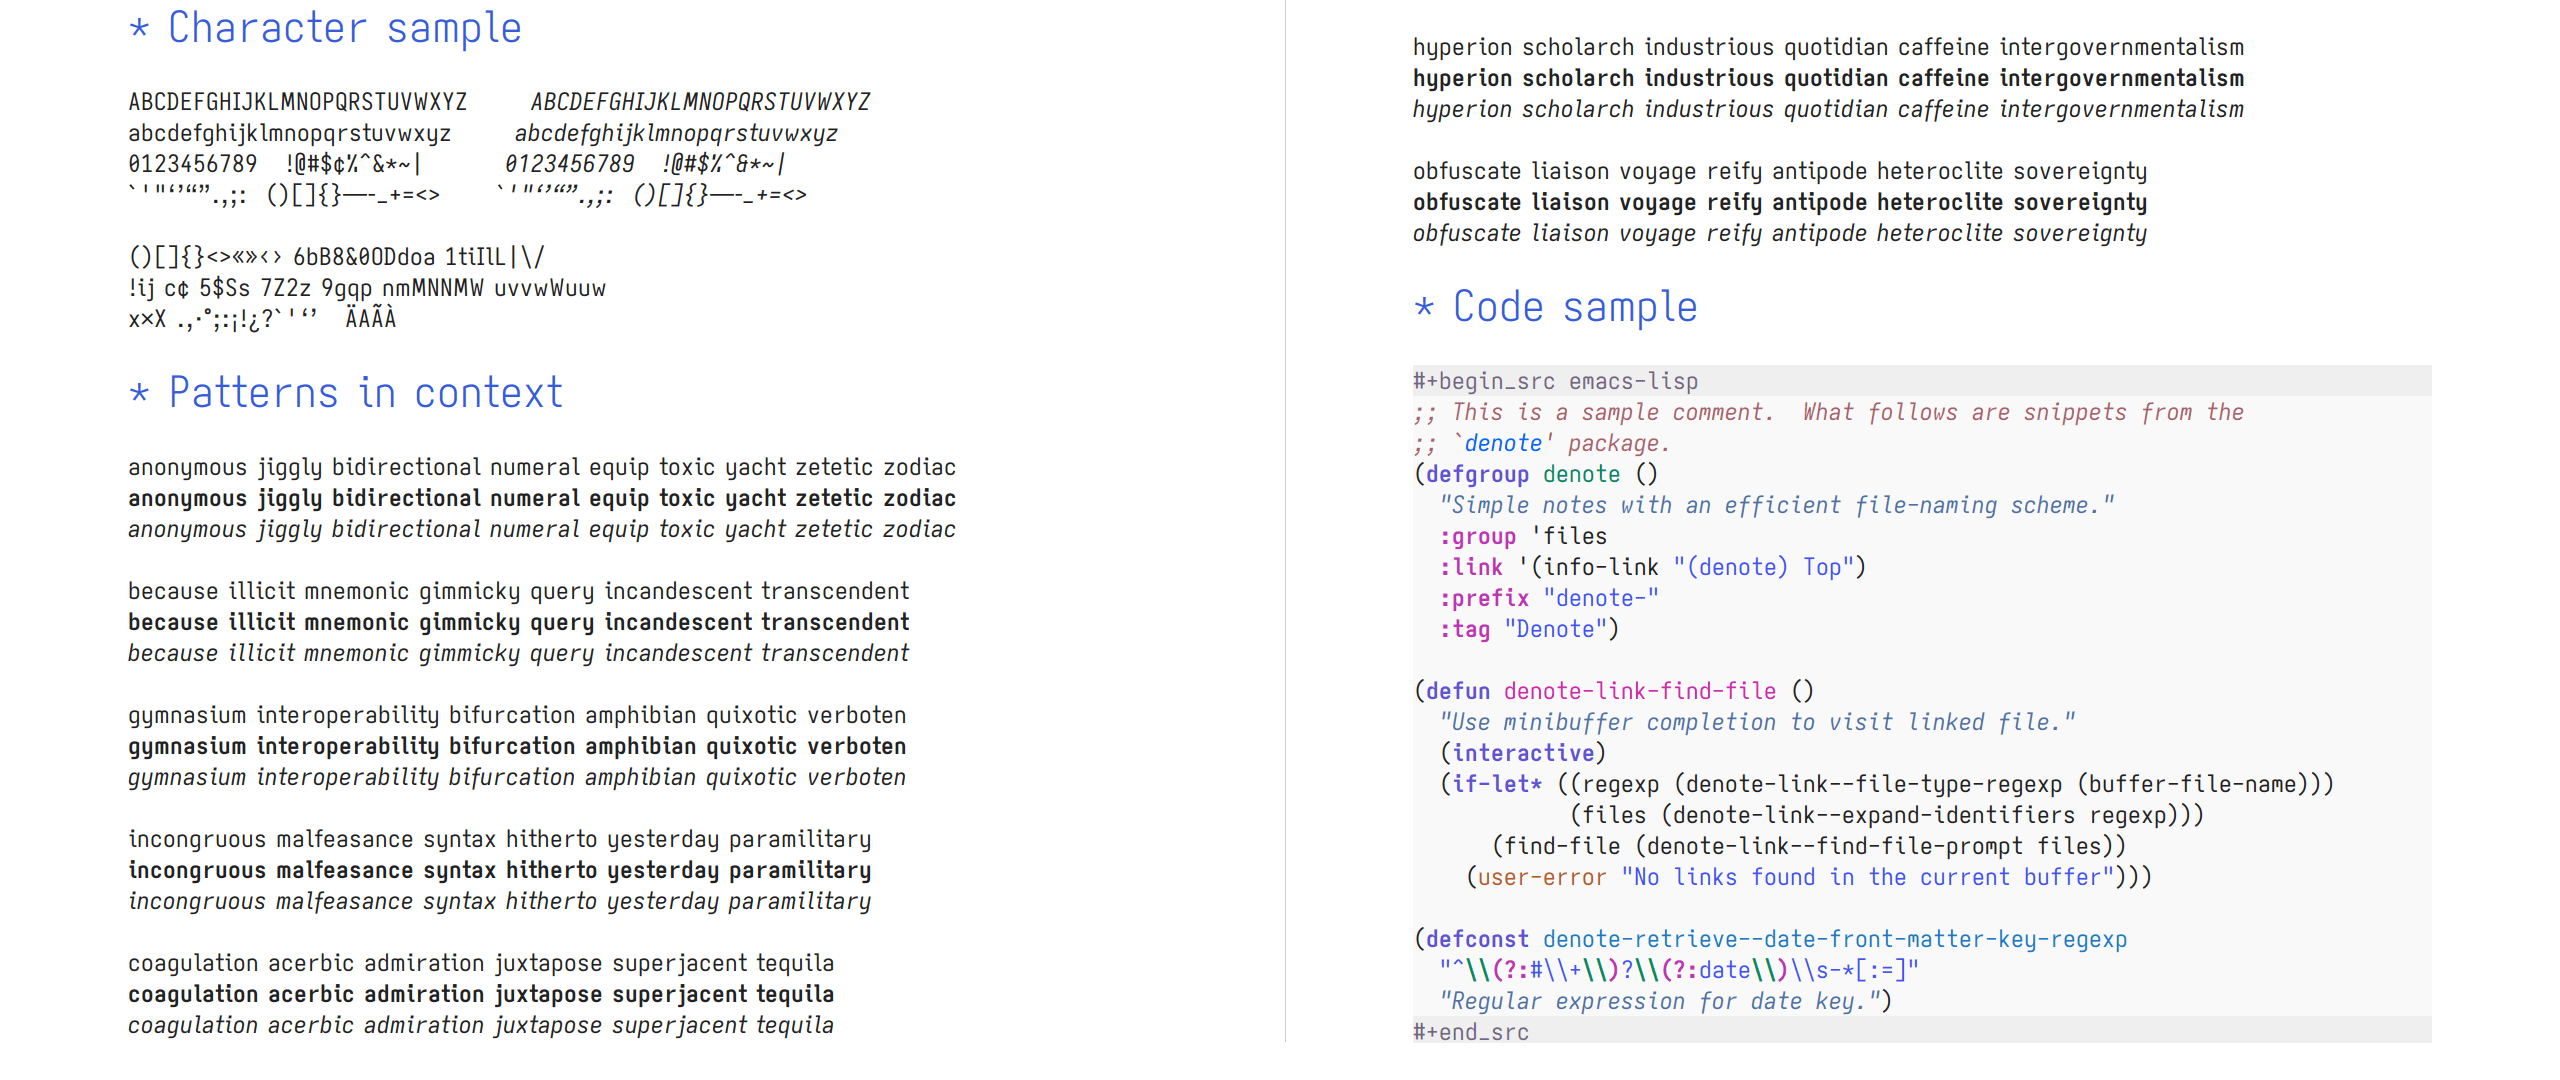 * Character sample
ABCDEFGHIJKLMNOPQRSTUVWXYZ    ABCDEFGHIJKLMNOPQRSTUVWXYZ
abcdefghijklmnopqrstuvwxyz    abcdefghijklmnopqrstuvwxyz
0123456789  !@#$¢%^&*~|    0123456789  !@#$%^&*~|
`'"‘’“”.,;:  ()[]{}—–-_+=<>    `'"‘’“”.,;:  ()[]{}—–-_+=<>
()[]{}<>«»‹› 6bB8&0ODdoa 1tiIlL|\/
!ij c¢ 5$Ss 7Z2z 9gqp nmMNNMW uvvwWuuw
x×X .,·°;:¡!¿?`'‘’  ÄAÃÀ
* Patterns in context
anonymous jiggly bidirectional numeral equip toxic yacht zetetic zodiac
anonymous jiggly bidirectional numeral equip toxic yacht zetetic zodiac
anonymous jiggly bidirectional numeral equip toxic yacht zetetic zodiac
because illicit mnemonic gimmicky query incandescent transcendent
because illicit mnemonic gimmicky query incandescent transcendent
because illicit mnemonic gimmicky query incandescent transcendent
gymnasium interoperability bifurcation amphibian quixotic verboten
gymnasium interoperability bifurcation amphibian quixotic verboten
gymnasium interoperability bifurcation amphibian quixotic verboten
incongruous malfeasance syntax hitherto yesterday paramilitary
incongruous malfeasance syntax hitherto yesterday paramilitary
incongruous malfeasance syntax hitherto yesterday paramilitary
coagulation acerbic admiration juxtapose superjacent tequila
coagulation acerbic admiration juxtapose superjacent tequila
coagulation acerbic admiration juxtapose superjacent tequila
hyperion scholarch industrious quotidian caffeine intergovernmentalism
hyperion scholarch industrious quotidian caffeine intergovernmentalism
hyperion scholarch industrious quotidian caffeine intergovernmentalism
obfuscate liaison voyage reify antipode heteroclite sovereignty
obfuscate liaison voyage reify antipode heteroclite sovereignty
obfuscate liaison voyage reify antipode heteroclite sovereignty
* Code sample
#+begin_src emacs-lisp
;; This is a sample comment.  What follows are snippets from the
;; `denote' package.
(defgroup denote ()
  "Simple notes with an efficient file-naming scheme."
  :group 'files
  :link '(info-link "(denote) Top")
  :prefix "denote-"
  :tag "Denote")
(defun denote-link-find-file ()
  "Use minibuffer completion to visit linked file."
  (interactive)
  (if-let* ((regexp (denote-link--file-type-regexp (buffer-file-name)))
            (files (denote-link--expand-identifiers regexp)))
      (find-file (denote-link--find-file-prompt files))
    (user-error "No links found in the current buffer")))
(defconst denote-retrieve--date-front-matter-key-regexp
  "^\\(?:#\\+\\)?\\(?:date\\)\\s-*[:=]"
  "Regular expression for date key.")
#+end_src